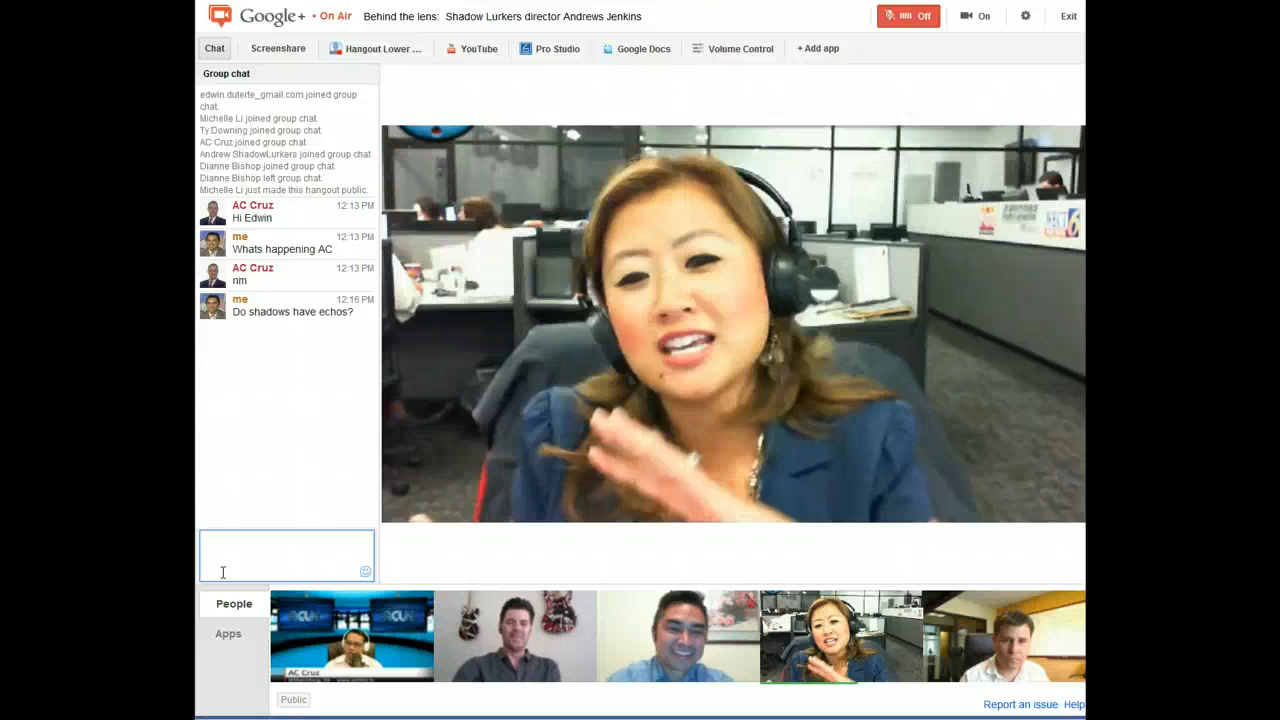 Google+ • On Air Behind the lens: Shadow Lurkers director Andrews Jenkins Off On Exit
Chat Screenshare Hangout Lower ... YouTube Pro Studio Google Docs Volume Control + Add app
Group chat
edwin.duterte_gmail.com joined group
chat.
Michelle Li joined group chat.
Ty Downing joined group chat.
AC Cruz joined group chat.
Andrew ShadowLurkers joined group chat
Dianne Bishop joined group chat.
Dianne Bishop left group chat.
Michelle Li just made this hangout public.
AC Cruz 12:13 PM
Hi Edwin
me 12:13 PM
Whats happening AC
AC Cruz 12:13 PM
nm
me 12:16 PM
Do shadows have echos?
People
Apps
AC Cruz
Public
Report an issue Help